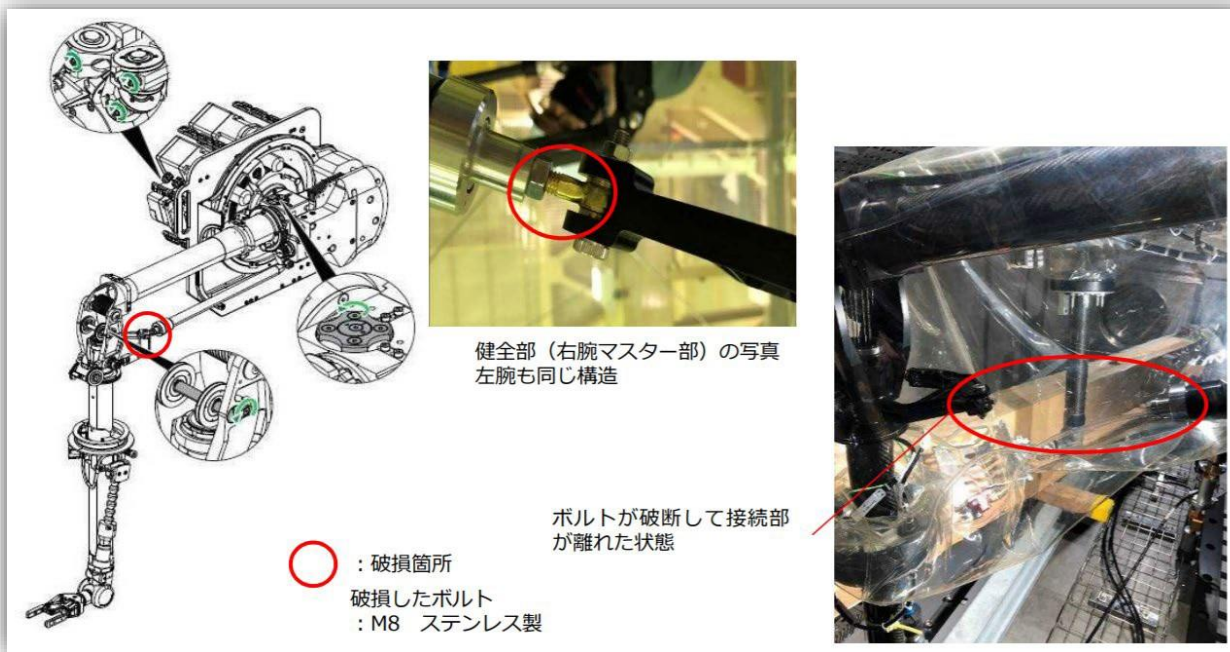 健全部（右腕マスター部）の写真
左腕も同じ構造
ボルトが破断して接続部
が離れた状態
：破損箇所
破損したボルト
：M8　ステンレス製